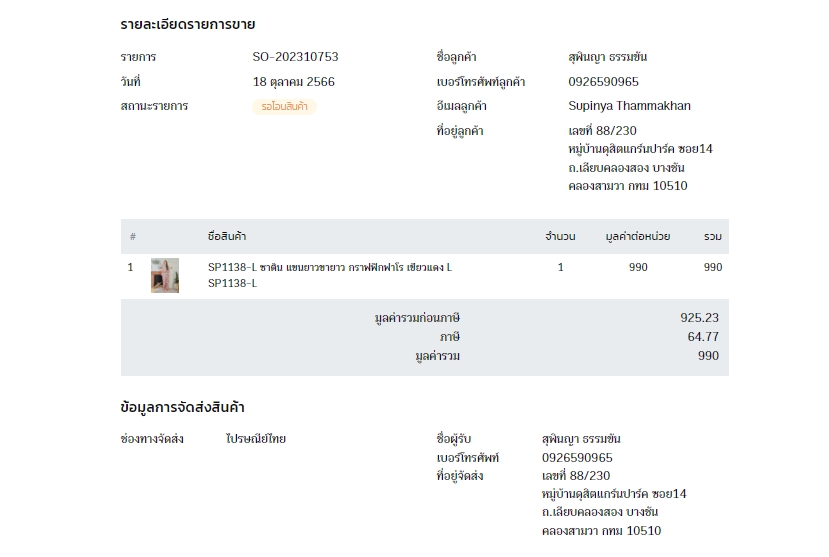 รายละเอียดรายการขาย
รายการ SO-202310753
วันที่ 18 ตุลาคม 2566
สถานะรายการ รอโอนสินค้า
ชื่อลูกค้า สุพินญา ธรรมขัน
เบอร์โทรศัพท์ลูกค้า 0926590965
อีเมลลูกค้า Supinya Thammakhan
ที่อยู่ลูกค้า เลขที่ 88/230
หมู่บ้านดุสิตแกร์นปาร์ค ซอย14
ถ.เลียบคลองสอง บางชัน
คลองสามวา กทม 10510
# ชื่อสินค้า จำนวน มูลค่าต่อหน่วย รวม
1 SP1138-L ซาติน แขนยาวขายาว กราฟฟิกฟาโร เขียวแดง L 1 990 990
SP1138-L
มูลค่ารวมก่อนภาษี 925.23
ภาษี 64.77
มูลค่ารวม 990
ข้อมูลการจัดส่งสินค้า
ช่องทางจัดส่ง ไปรษณีย์ไทย
ชื่อผู้รับ สุพินญา ธรรมขัน
เบอร์โทรศัพท์ 0926590965
ที่อยู่จัดส่ง เลขที่ 88/230
หมู่บ้านดุสิตแกร์นปาร์ค ซอย14
ถ.เลียบคลองสอง บางชัน
คลองสามวา กทม 10510